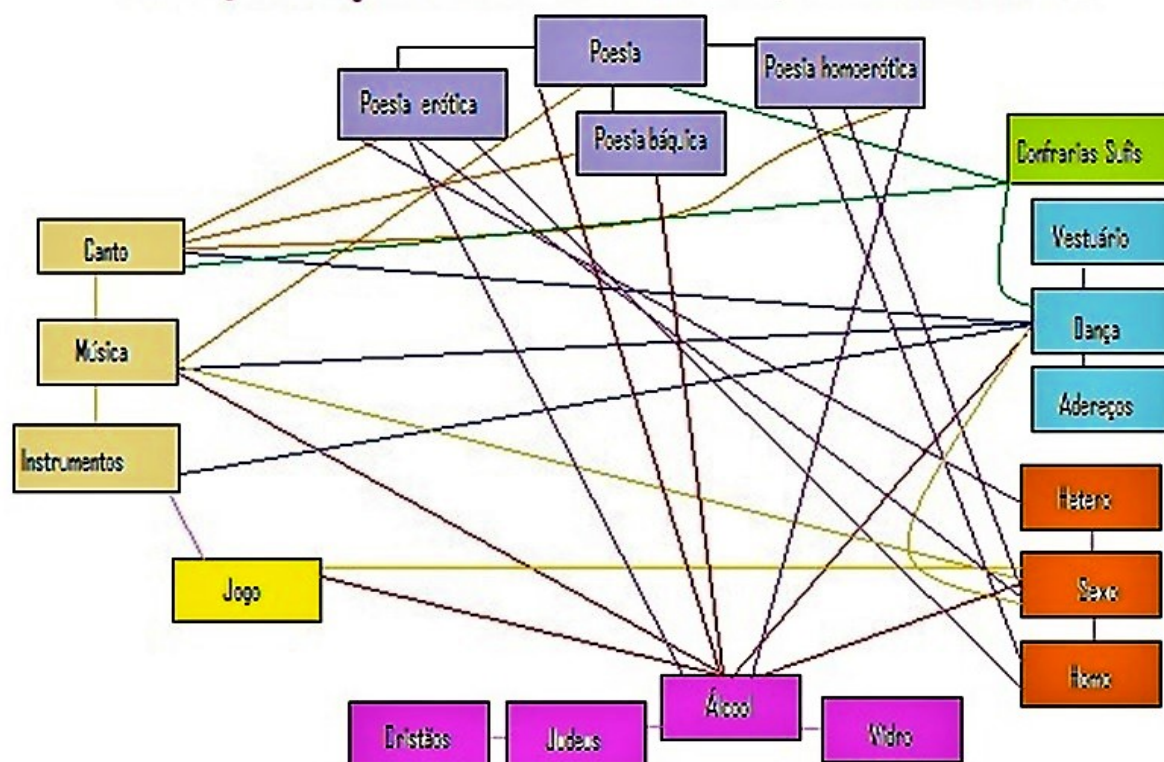 Poesia
Poesia homoerótica
Poesia erótica
Poesia báquica
Confrarias Sufis
Vestuário
Canto
Dança
Música
Adereços
Instrumentos
Hetero
Jogo
Sexo
Homo
Álcool
Cristãos
Judeus
Vidro